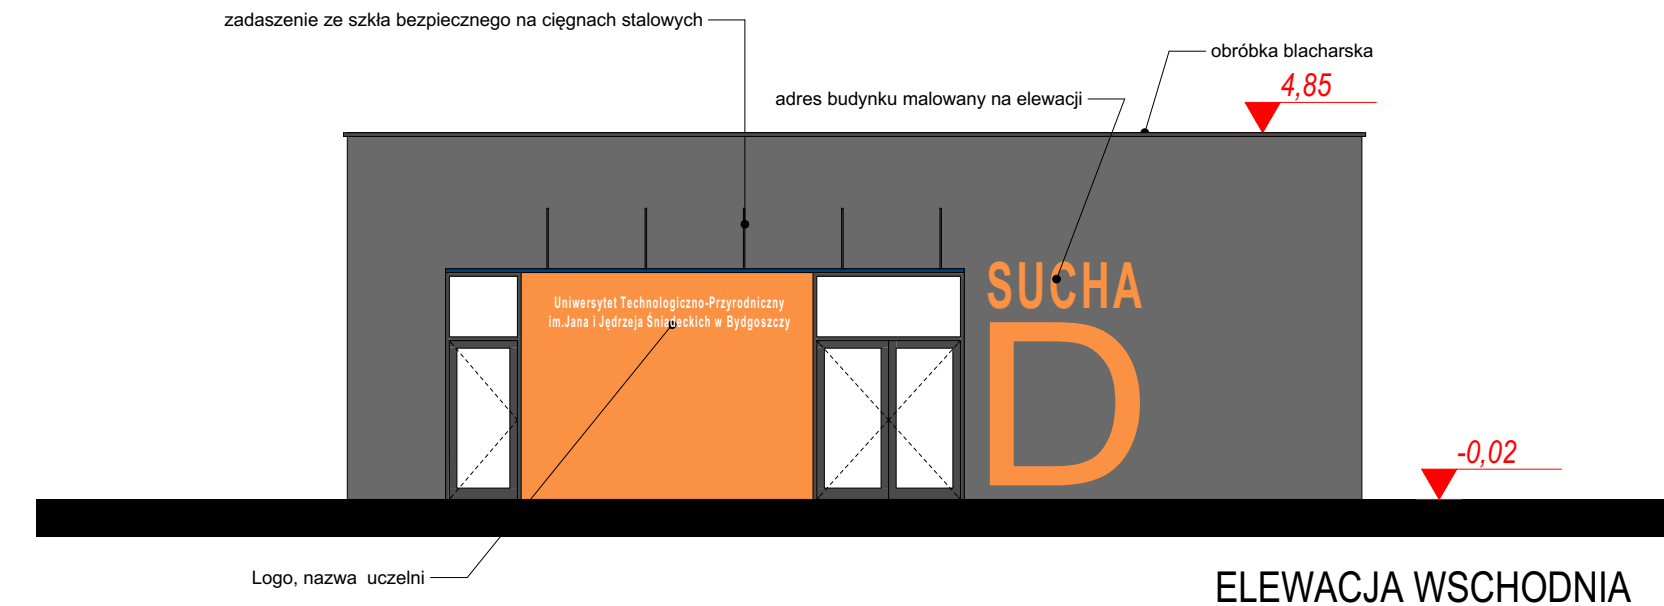 zadaszenie ze szkła bezpiecznego na cięgnach stalowych
obróbka blacharska
4,85
adres budynku malowany na elewacji
SUCHA
D
Uniwersytet Technologiczno-Przyrodniczny
im.Jana i Jędrzeja Śniadeckich w Bydgoszczy
-0,02
Logo, nazwa uczelni
ELEWACJA WSCHODNIA